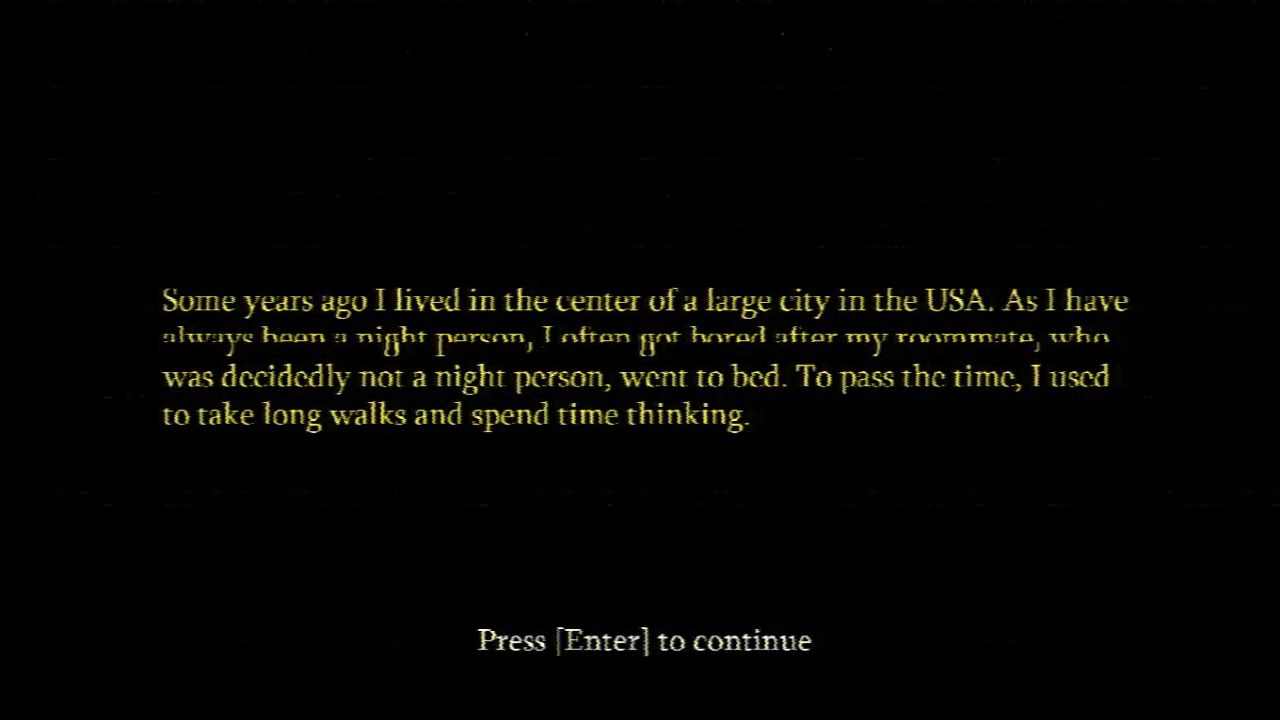 Some years ago I lived in the center of a large city in the USA. As I have
always been a night person, I often got bored after my roommate, who
was decidedly not a night person, went to bed. To pass the time, I used
to take long walks and spend time thinking.
Press [Enter] to continue